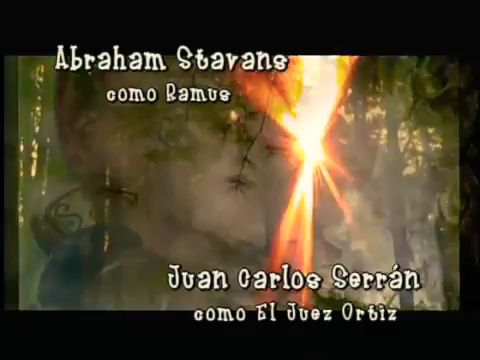 Abraham Stavans
como Ramus
Juan Carlos Serrán
como El Juez Ortiz